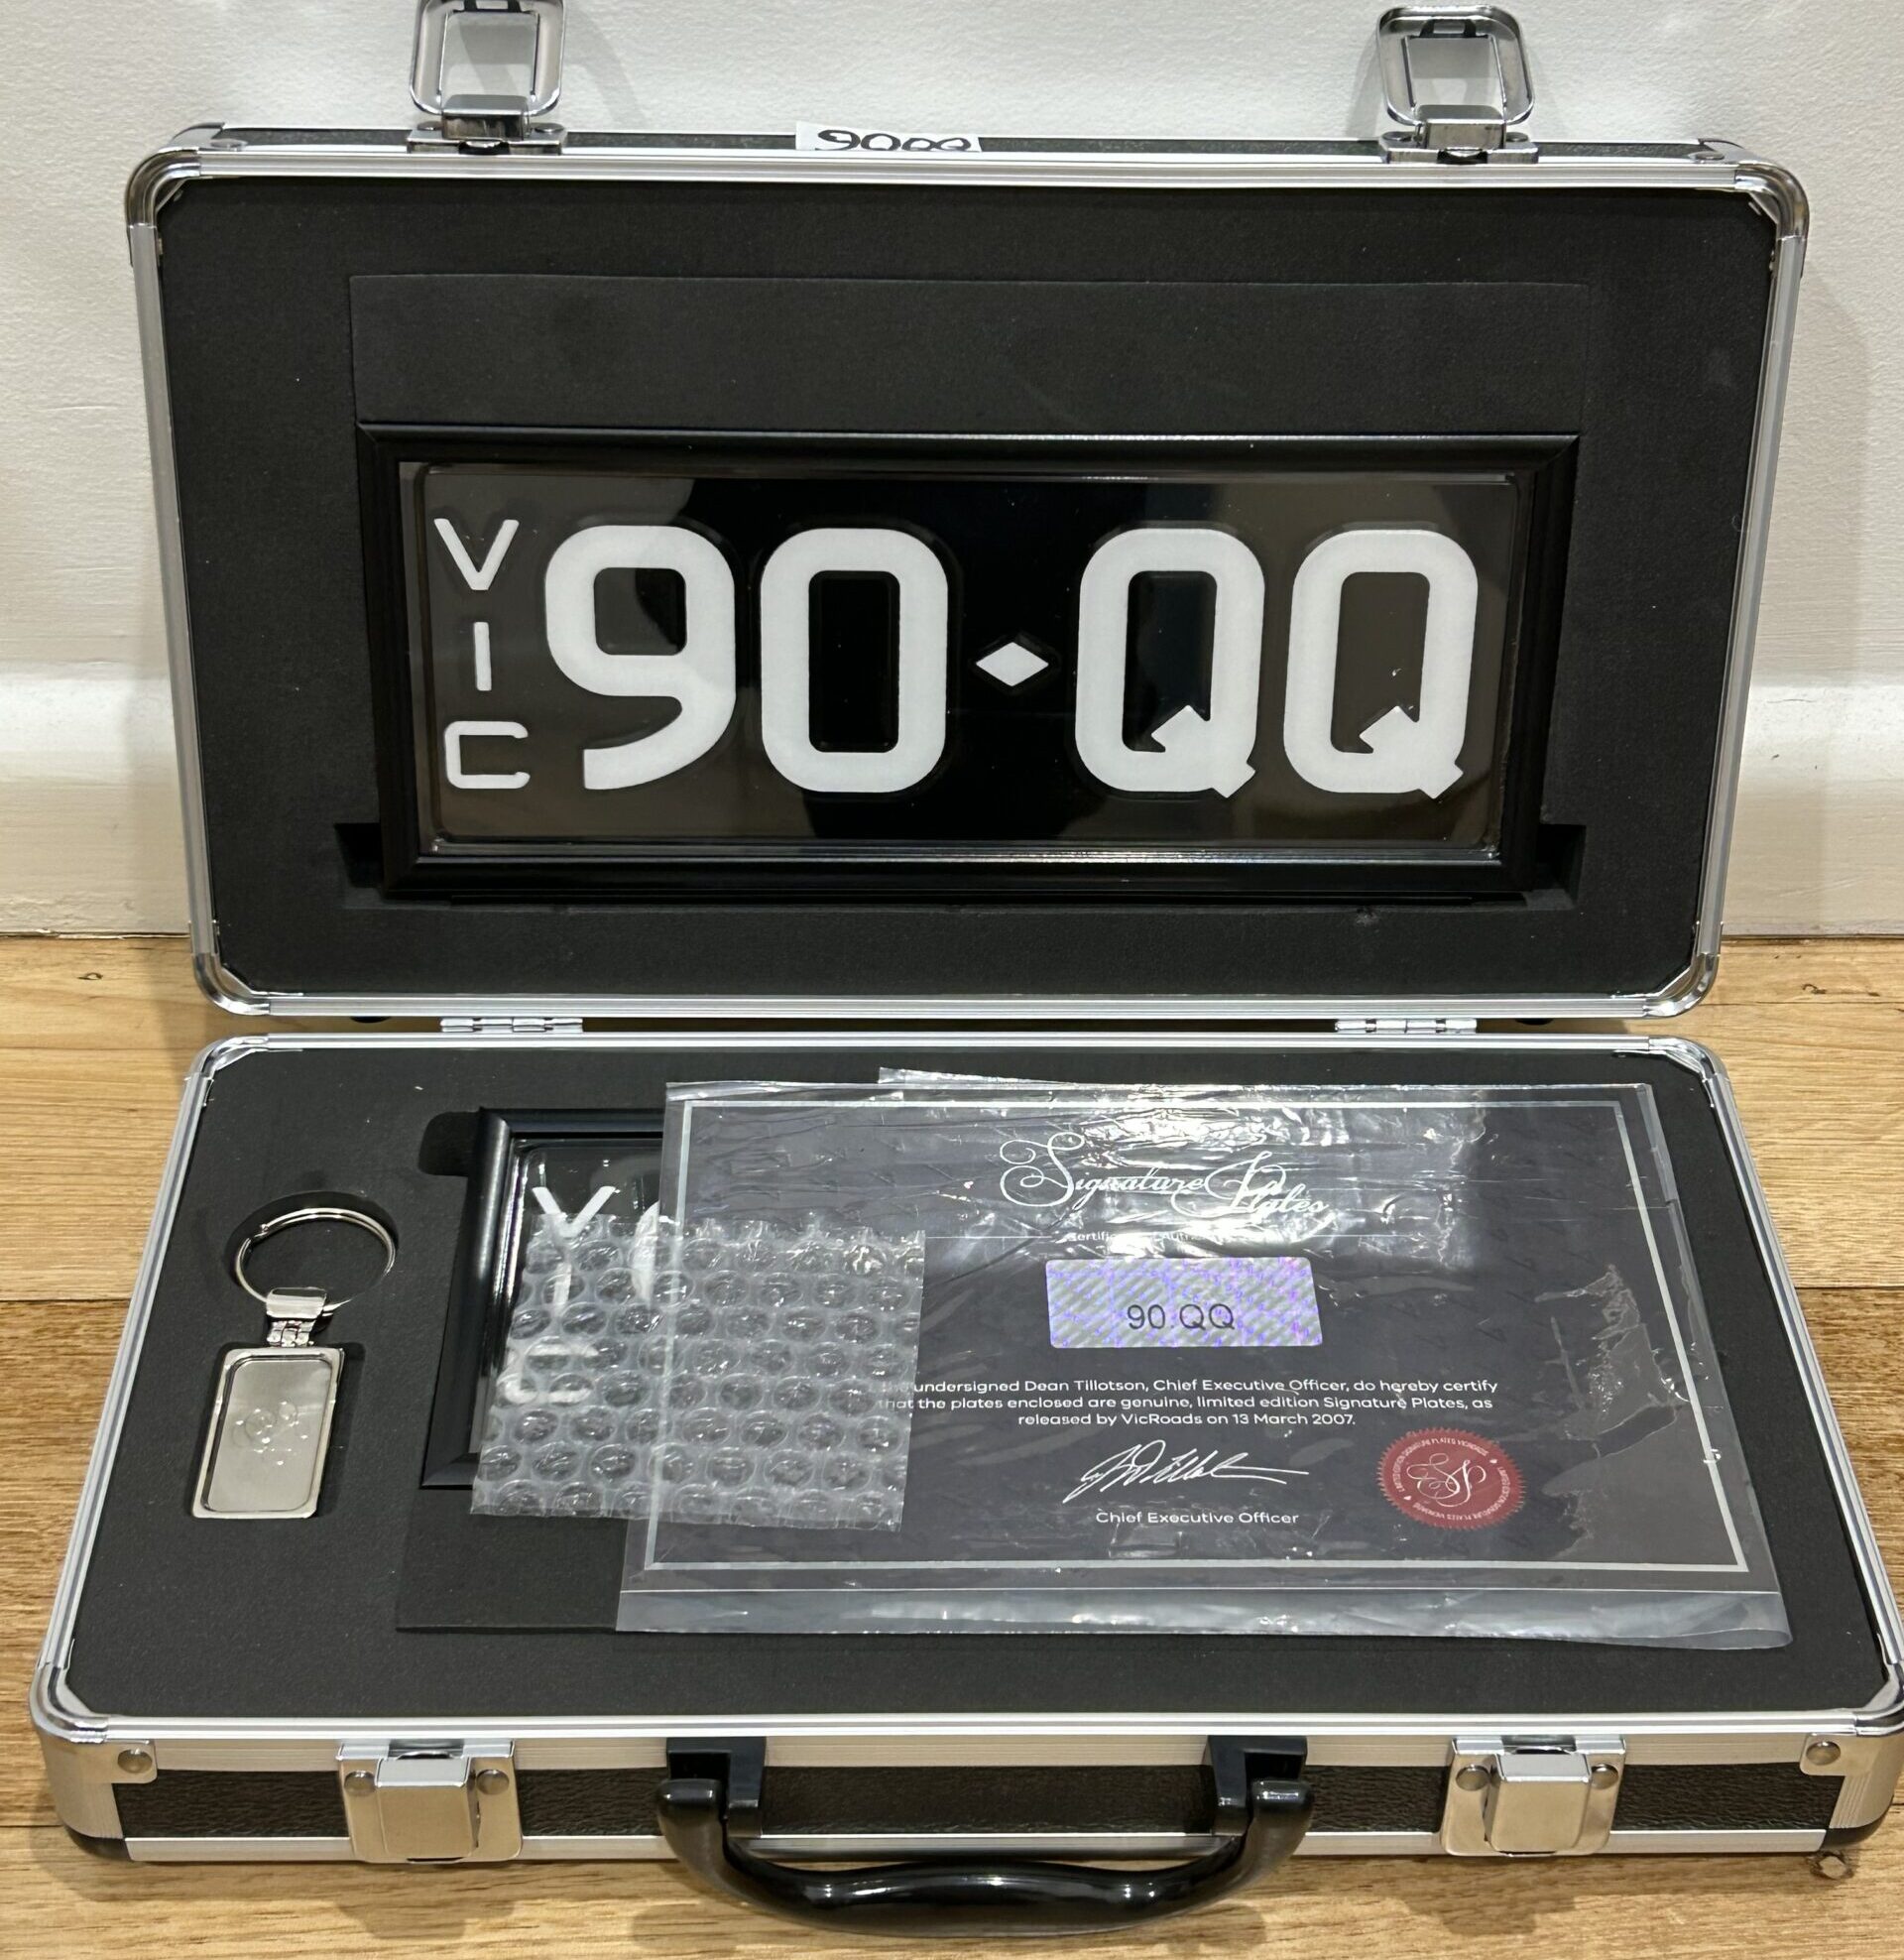 90QQ
VIC 90♦QQ
V
Signature Plates
90 QQ
undersigned Dean Tillotson, Chief Executive Officer, do hereby certify
that the plates enclosed are genuine, limited edition Signature Plates, as
released by VicRoads on 13 March 2007.
Chief Executive Officer